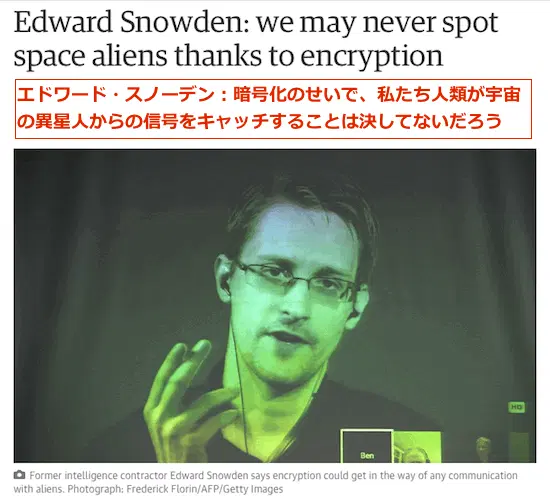 Edward Snowden: we may never spot
space aliens thanks to encryption
エドワード・スノーデン：暗号化のせいで、私たち人類が宇宙
の異星人からの信号をキャッチすることは決してないだろう
HD
Ben
Former intelligence contractor Edward Snowden says encryption could get in the way of any communication
with aliens. Photograph: Frederick Florin/AFP/Getty Images